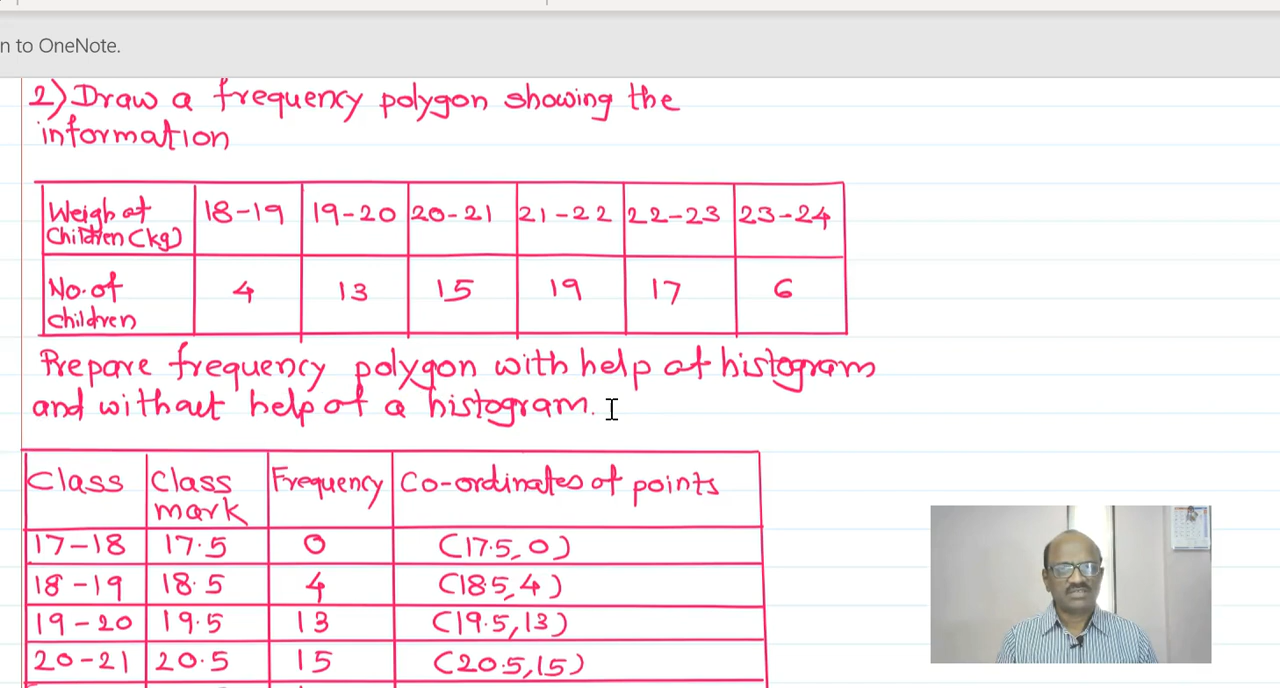 n to OneNote.
2) Draw a frequency polygon showing the
information
Weigh of Children (kg) 18-19 19-20 20-21 21-22 22-23 23-24
No. of children 4 13 15 19 17 6
Prepare frequency polygon with help of histogram
and without help of a histogram.
Class Class mark Frequency Co-ordinates of points
17-18 17.5 0 (17.5, 0)
18-19 18.5 4 (18.5, 4)
19-20 19.5 13 (19.5, 13)
20-21 20.5 15 (20.5, 15)